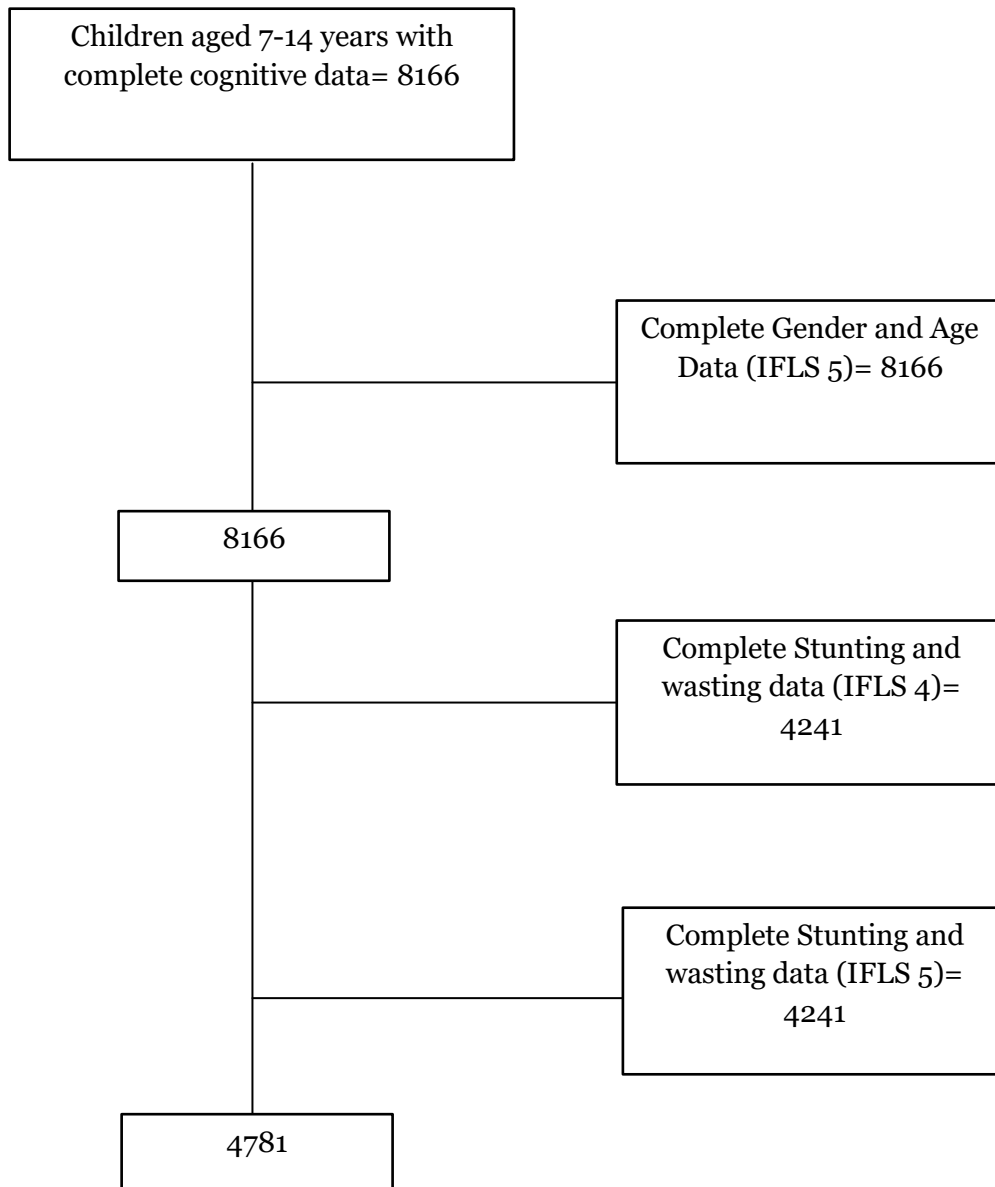 Children aged 7-14 years with
complete cognitive data= 8166
Complete Gender and Age
Data (IFLS 5)= 8166
8166
Complete Stunting and
wasting data (IFLS 4)=
4241
Complete Stunting and
wasting data (IFLS 5)=
4241
4781